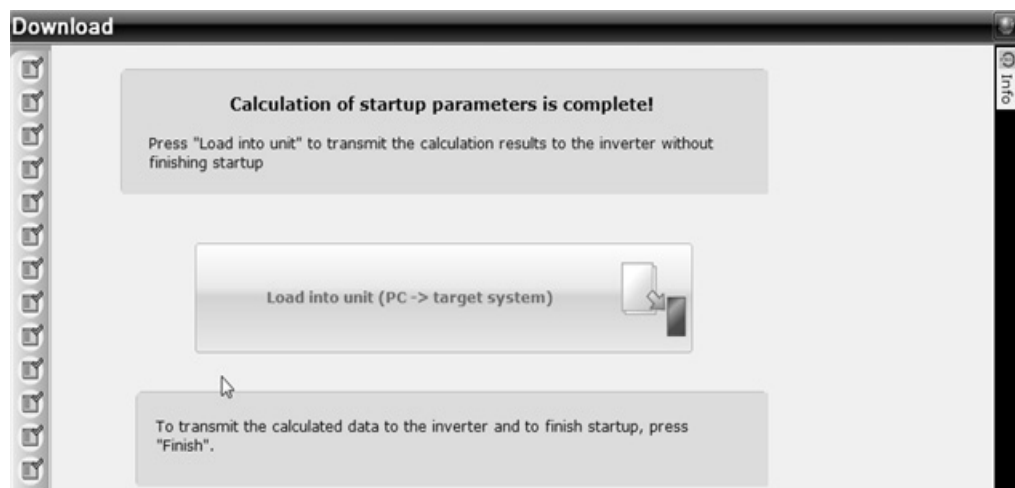 Download
Info
Calculation of startup parameters is complete!
Press "Load into unit" to transmit the calculation results to the inverter without
finishing startup
Load into unit (PC -> target system)
To transmit the calculated data to the inverter and to finish startup, press
"Finish".